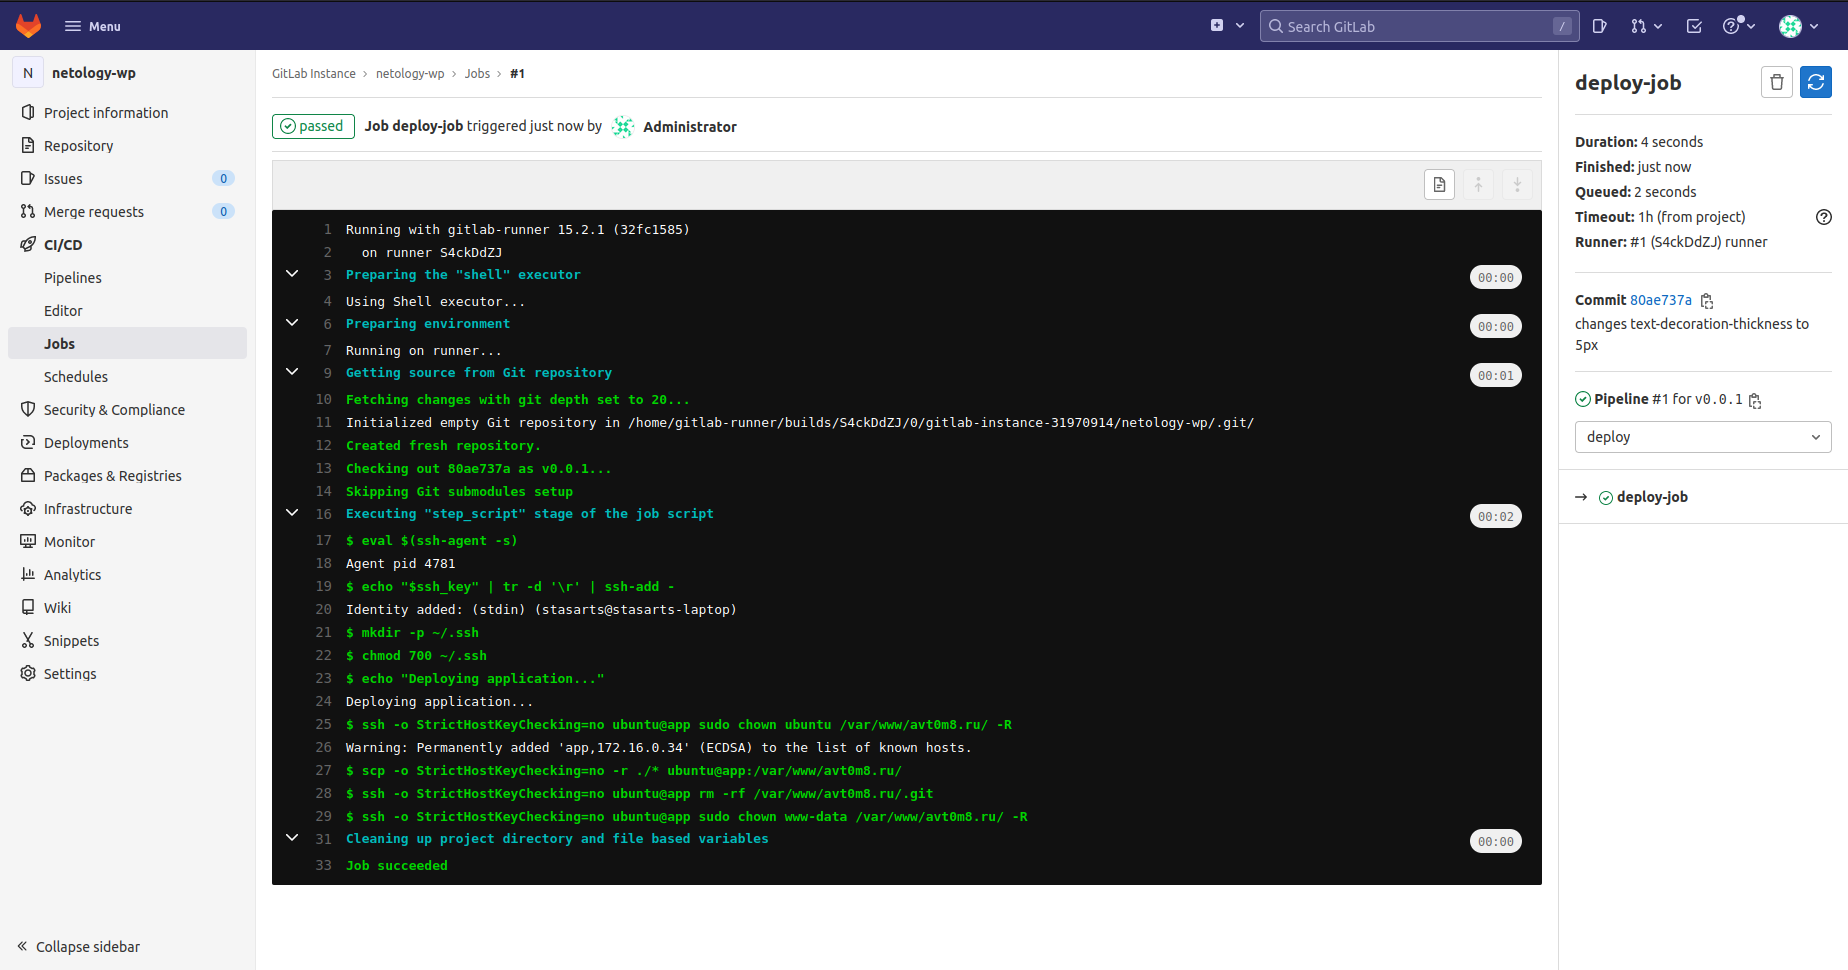 Menu
Search GitLab /
N netology-wp
Project information
Repository
Issues 0
Merge requests 0
CI/CD
Pipelines
Editor
Jobs
Schedules
Security & Compliance
Deployments
Packages & Registries
Infrastructure
Monitor
Analytics
Wiki
Snippets
Settings
Collapse sidebar
GitLab Instance › netology-wp › Jobs › #1
passed Job deploy-job triggered just now by Administrator
1 Running with gitlab-runner 15.2.1 (32fc1585)
2 on runner S4ckDdZJ
3 Preparing the "shell" executor 00:00
4 Using Shell executor...
6 Preparing environment 00:00
7 Running on runner...
9 Getting source from Git repository 00:01
10 Fetching changes with git depth set to 20...
11 Initialized empty Git repository in /home/gitlab-runner/builds/S4ckDdZJ/0/gitlab-instance-31970914/netology-wp/.git/
12 Created fresh repository.
13 Checking out 80ae737a as v0.0.1...
14 Skipping Git submodules setup
16 Executing "step_script" stage of the job script 00:02
17 $ eval $(ssh-agent -s)
18 Agent pid 4781
19 $ echo "$ssh_key" | tr -d '\r' | ssh-add -
20 Identity added: (stdin) (stasarts@stasarts-laptop)
21 $ mkdir -p ~/.ssh
22 $ chmod 700 ~/.ssh
23 $ echo "Deploying application..."
24 Deploying application...
25 $ ssh -o StrictHostKeyChecking=no ubuntu@app sudo chown ubuntu /var/www/avt0m8.ru/ -R
26 Warning: Permanently added 'app,172.16.0.34' (ECDSA) to the list of known hosts.
27 $ scp -o StrictHostKeyChecking=no -r ./* ubuntu@app:/var/www/avt0m8.ru/
28 $ ssh -o StrictHostKeyChecking=no ubuntu@app rm -rf /var/www/avt0m8.ru/.git
29 $ ssh -o StrictHostKeyChecking=no ubuntu@app sudo chown www-data /var/www/avt0m8.ru/ -R
31 Cleaning up project directory and file based variables 00:00
33 Job succeeded
deploy-job
Duration: 4 seconds
Finished: just now
Queued: 2 seconds
Timeout: 1h (from project)
Runner: #1 (S4ckDdZJ) runner
Commit 80ae737a
changes text-decoration-thickness to
5px
Pipeline #1 for v0.0.1
deploy
→ deploy-job